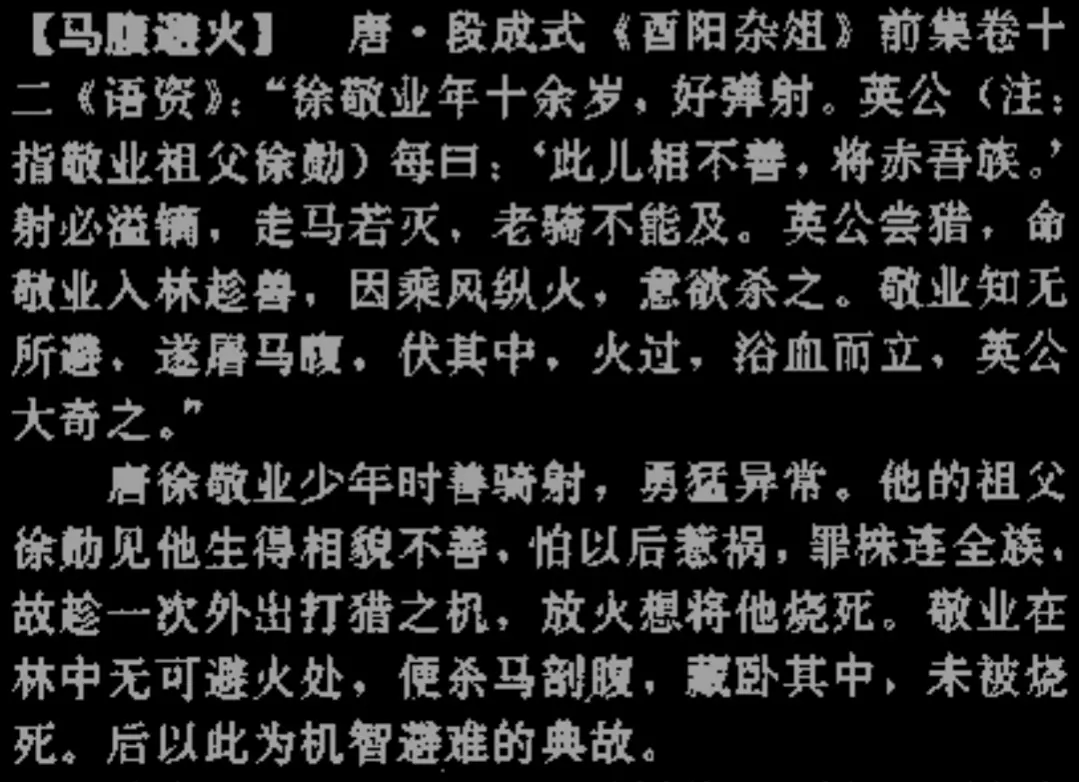 【马腹避火】　唐·段成式《酉阳杂俎》前集卷十
二《语资》：“徐敬业年十余岁，好弹射。英公（注：
指敬业祖父徐勣）每曰：‘此儿相不善，将赤吾族。’
射必溢镝，走马若灭，老骑不能及。英公尝猎，命
敬业入林趁兽，因乘风纵火，意欲杀之。敬业知无
所避，遂屠马腹，伏其中，火过，浴血而立，英公
大奇之。”
唐徐敬业少年时善骑射，勇猛异常。他的祖父
徐勣见他生得相貌不善，怕以后惹祸，罪株连全族，
故趁一次外出打猎之机，放火想将他烧死。敬业在
林中无可避火处，便杀马剖腹，藏卧其中，未被烧
死。后以此为机智避难的典故。